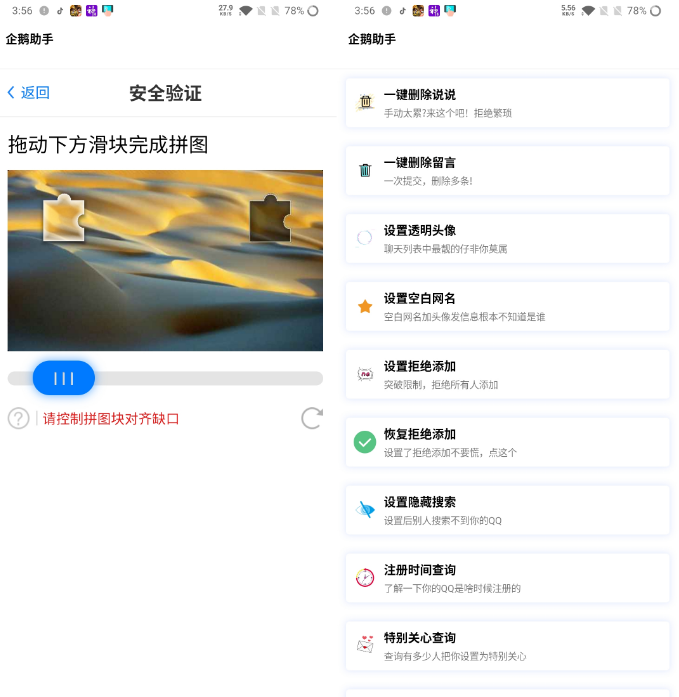 3:56
27.9
KB/S
78%
企鹅助手
返回
安全验证
拖动下方滑块完成拼图
请控制拼图块对齐缺口
3:56
5.56
KB/S
78%
企鹅助手
一键删除说说
手动太累?来这个吧！拒绝繁琐
一键删除留言
一次提交，删除多条!
设置透明头像
聊天列表中最靓的仔非你莫属
设置空白网名
空白网名加头像发信息根本不知道是谁
设置拒绝添加
突破限制，拒绝所有人添加
恢复拒绝添加
设置了拒绝添加不要慌，点这个
设置隐藏搜索
设置后别人搜索不到你的QQ
注册时间查询
了解一下你的QQ是啥时候注册的
特别关心查询
查询有多少人把你设置为特别关心